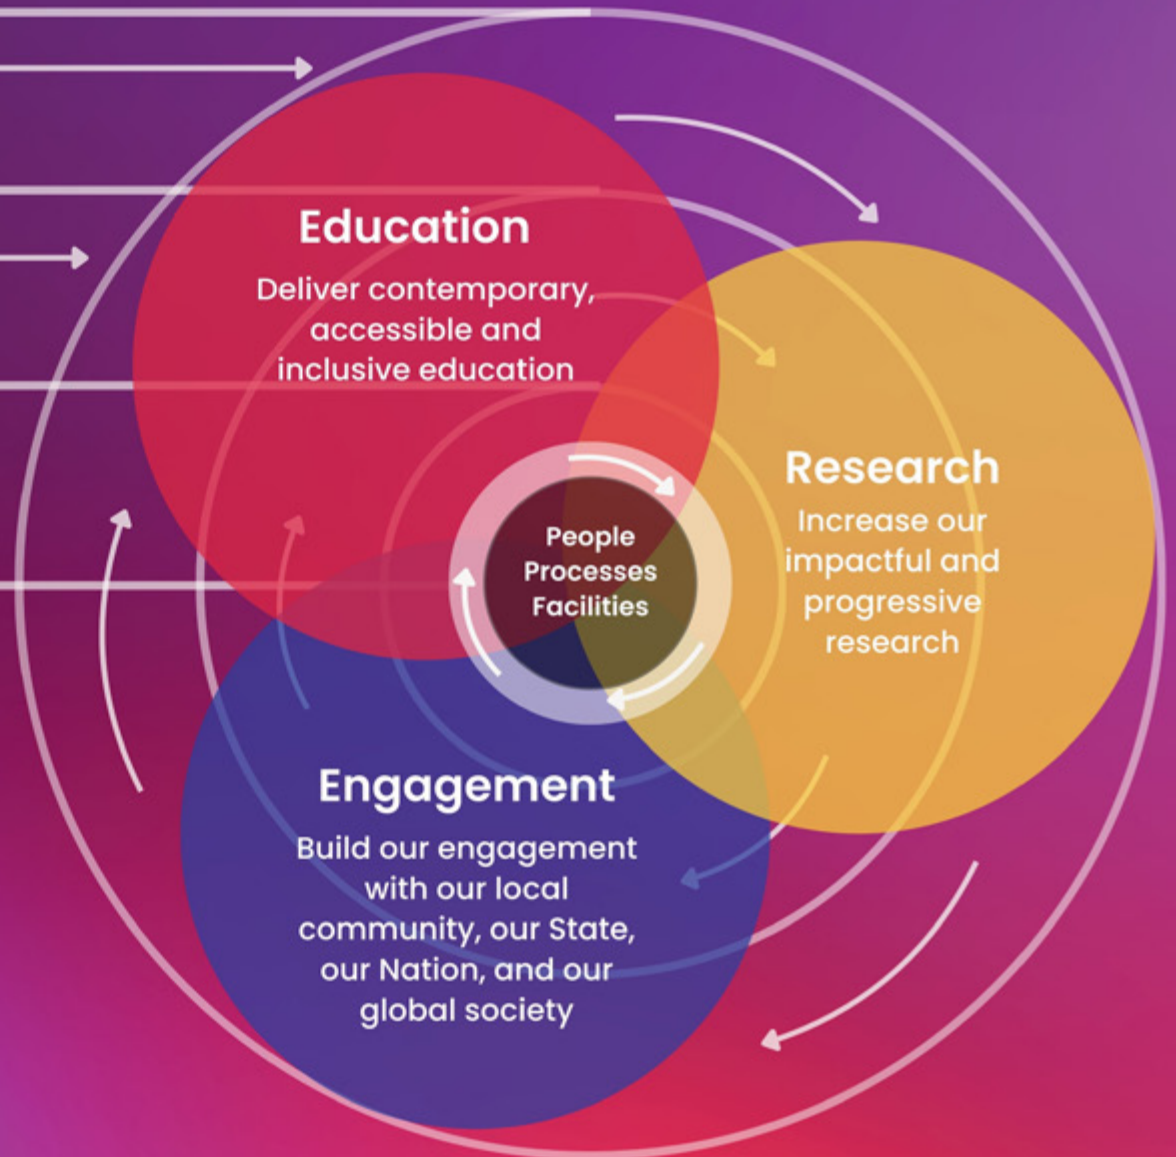 Education
Deliver contemporary,
accessible and
inclusive education
Research
Increase our
impactful and
progressive
research
People
Processes
Facilities
Engagement
Build our engagement
with our local
community, our State,
our Nation, and our
global society